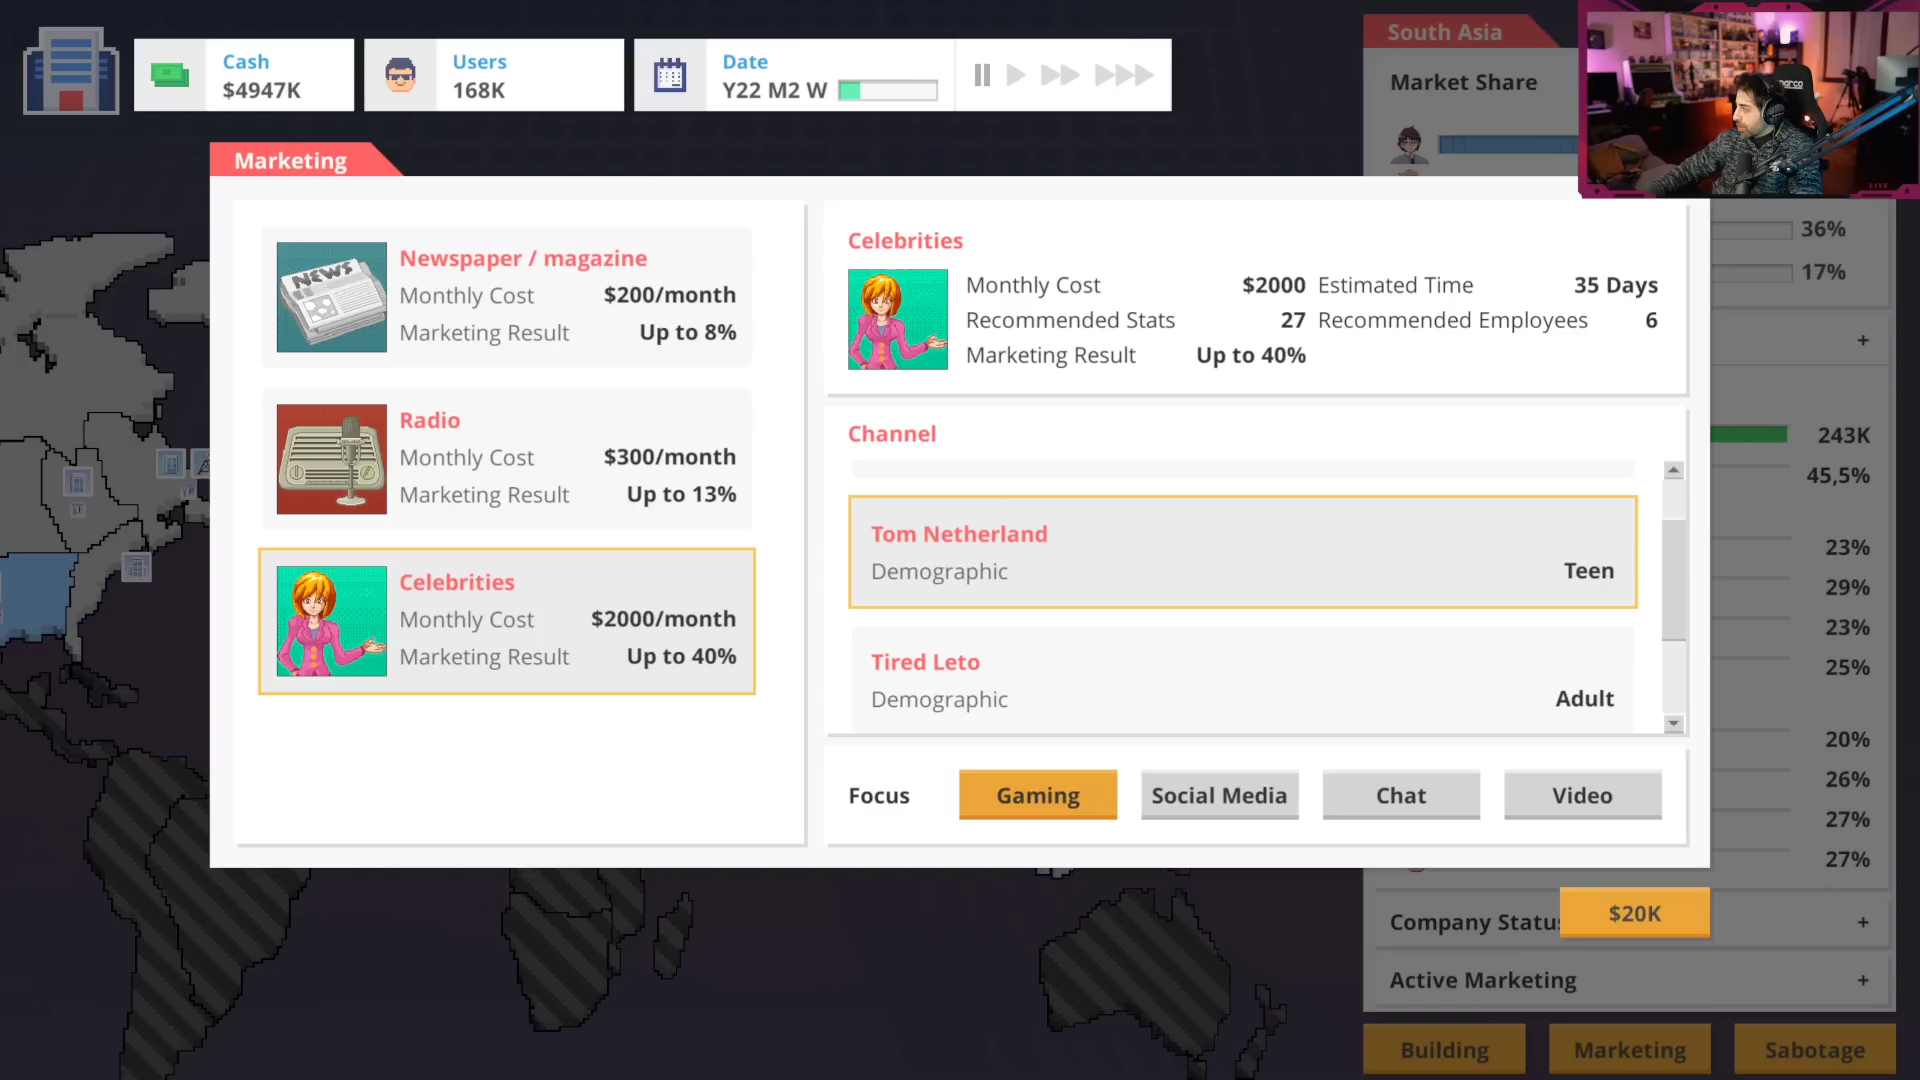 Cash
$4947K
Users
168K
Date
Y22 M2 W
South Asia
Market Share
LIVE
36%
17%
+
243K
45,5%
23%
29%
23%
25%
20%
26%
27%
27%
Marketing
NEWS
Newspaper / magazine
Monthly Cost $200/month
Marketing Result Up to 8%
Radio
Monthly Cost $300/month
Marketing Result Up to 13%
Celebrities
Monthly Cost $2000/month
Marketing Result Up to 40%
Celebrities
Monthly Cost $2000 Estimated Time 35 Days
Recommended Stats 27 Recommended Employees 6
Marketing Result Up to 40%
Channel
Tom Netherland
Demographic Teen
Tired Leto
Demographic Adult
Focus Gaming Social Media Chat Video
$20K
Company Status +
Active Marketing +
Building Marketing Sabotage